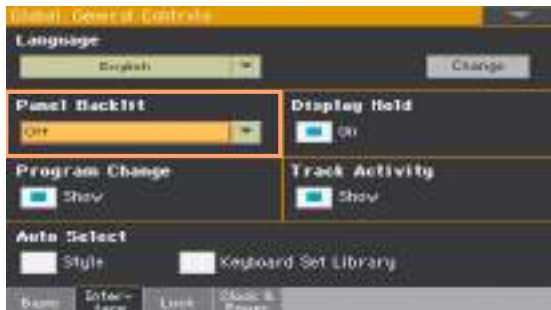 Global General Controls
Language
English
Change
Panel Backlit
Off
Display Hold
On
Program Change
Show
Track Activity
Show
Auto Select
Style
Keyboard Set Library
Basic
Inter-
face
Lock
Clock &
Power